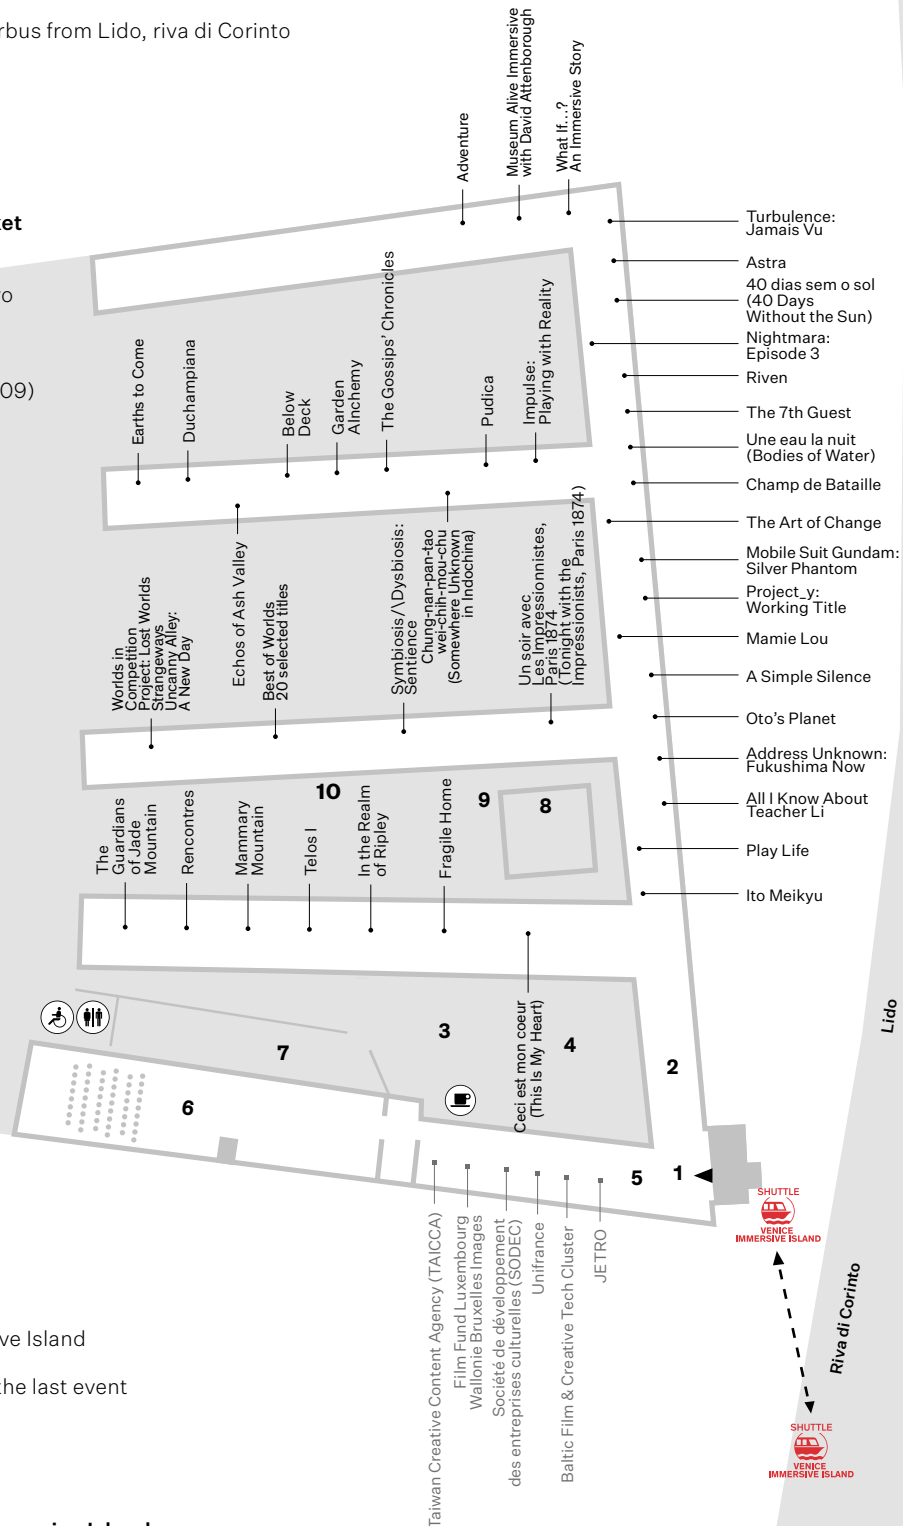 rbus from Lido, riva di Corinto
ket
ro
09)
ve Island
the last event
Adventure
Museum Alive Immersive
with David Attenborough
What If...?
An Immersive Story
Turbulence:
Jamais Vu
Astra
40 dias sem o sol
(40 Days
Without the Sun)
Nightmara:
Episode 3
Riven
The 7th Guest
Une eau la nuit
(Bodies of Water)
Champ de Bataille
The Art of Change
Mobile Suit Gundam:
Silver Phantom
Project_y:
Working Title
Mamie Lou
A Simple Silence
Oto's Planet
Address Unknown:
Fukushima Now
All I Know About
Teacher Li
Play Life
Ito Meikyu
Earths to Come
Duchampiana
Below
Deck
Garden
Alnchemy
The Gossips' Chronicles
Pudica
Impulse:
Playing with Reality
Worlds in
Competition
Project: Lost Worlds
Strangeways
Uncanny Alley:
A New Day
Echos of Ash Valley
Best of Worlds
20 selected titles
Symbiosis/\Dysbiosis:
Sentience
Chung-nan-pan-tao
wei-chih-mou-chu
(Somewhere Unknown
in Indochina)
Un soir avec
Les Impressionnistes,
Paris 1874
(Tonight with the
Impressionists, Paris 1874)
10
9
8
The
Guardians
of Jade
Mountain
Rencontres
Mammary
Mountain
Telos I
In the Realm
of Ripley
Fragile Home
Ceci est mon coeur
(This Is My Heart)
3
4
7
2
6
5
1
Taiwan Creative Content Agency (TAICCA)
Film Fund Luxembourg
Wallonie Bruxelles Images
Société de développement
des entreprises culturelles (SODEC)
Unifrance
Baltic Film & Creative Tech Cluster
JETRO
SHUTTLE
VENICE
IMMERSIVE ISLAND
Lido
Riva di Corinto
SHUTTLE
VENICE
IMMERSIVE ISLAND